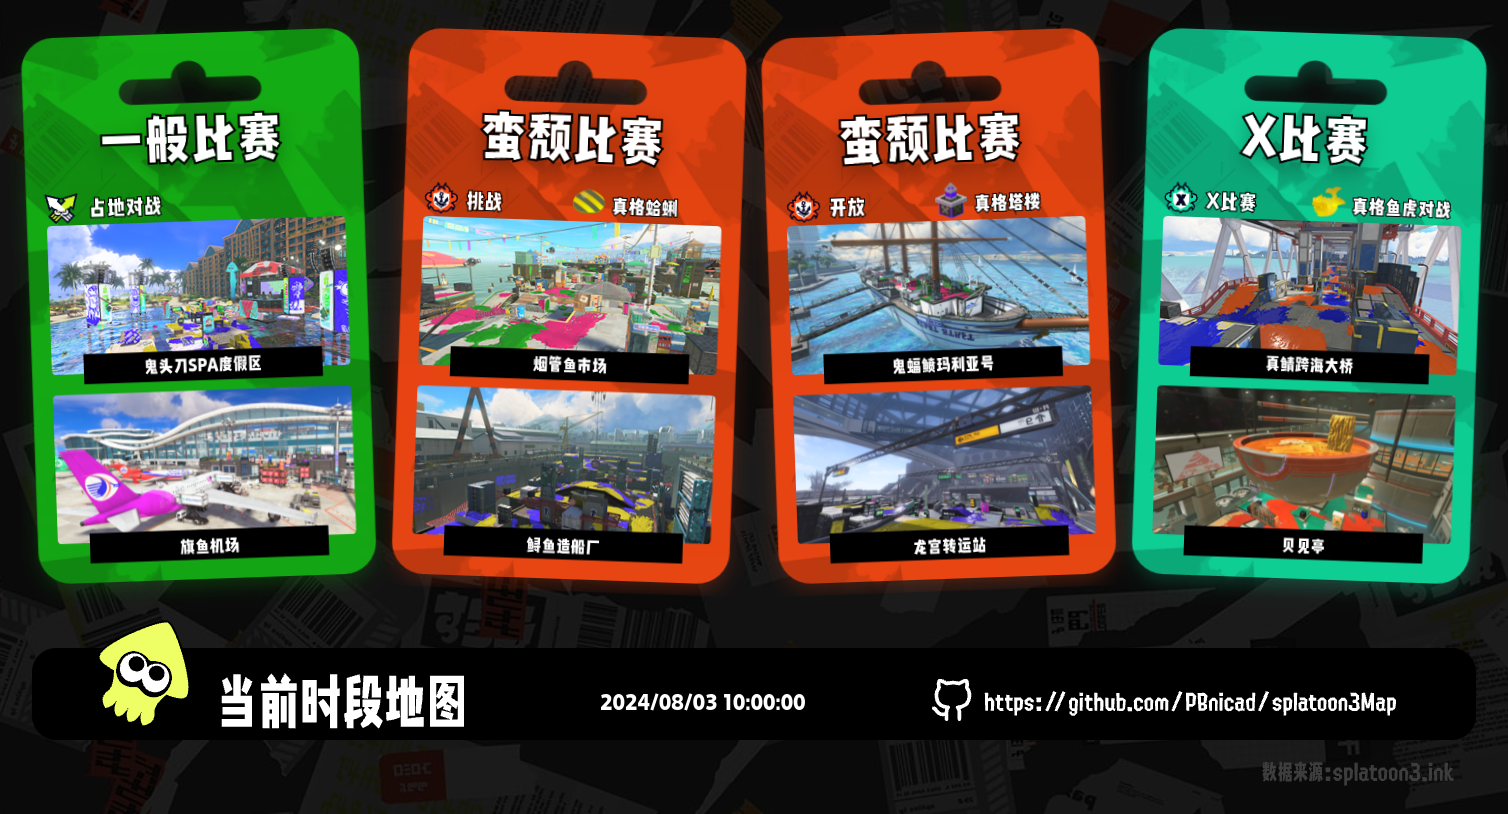 一般比赛
占地对战
鬼头刀SPA度假区
旗鱼机场
蛮颓比赛
挑战
真格蛤蜊
烟管鱼市场
鲟鱼造船厂
蛮颓比赛
开放
真格塔楼
鬼蝠鲼玛利亚号
龙宫转运站
X比赛
X比赛
真格鱼虎对战
真鲭跨海大桥
贝见亭
当前时段地图
2024/08/03 10:00:00
https://github.com/PBnicad/splatoon3Map
数据来源:splatoon3.ink